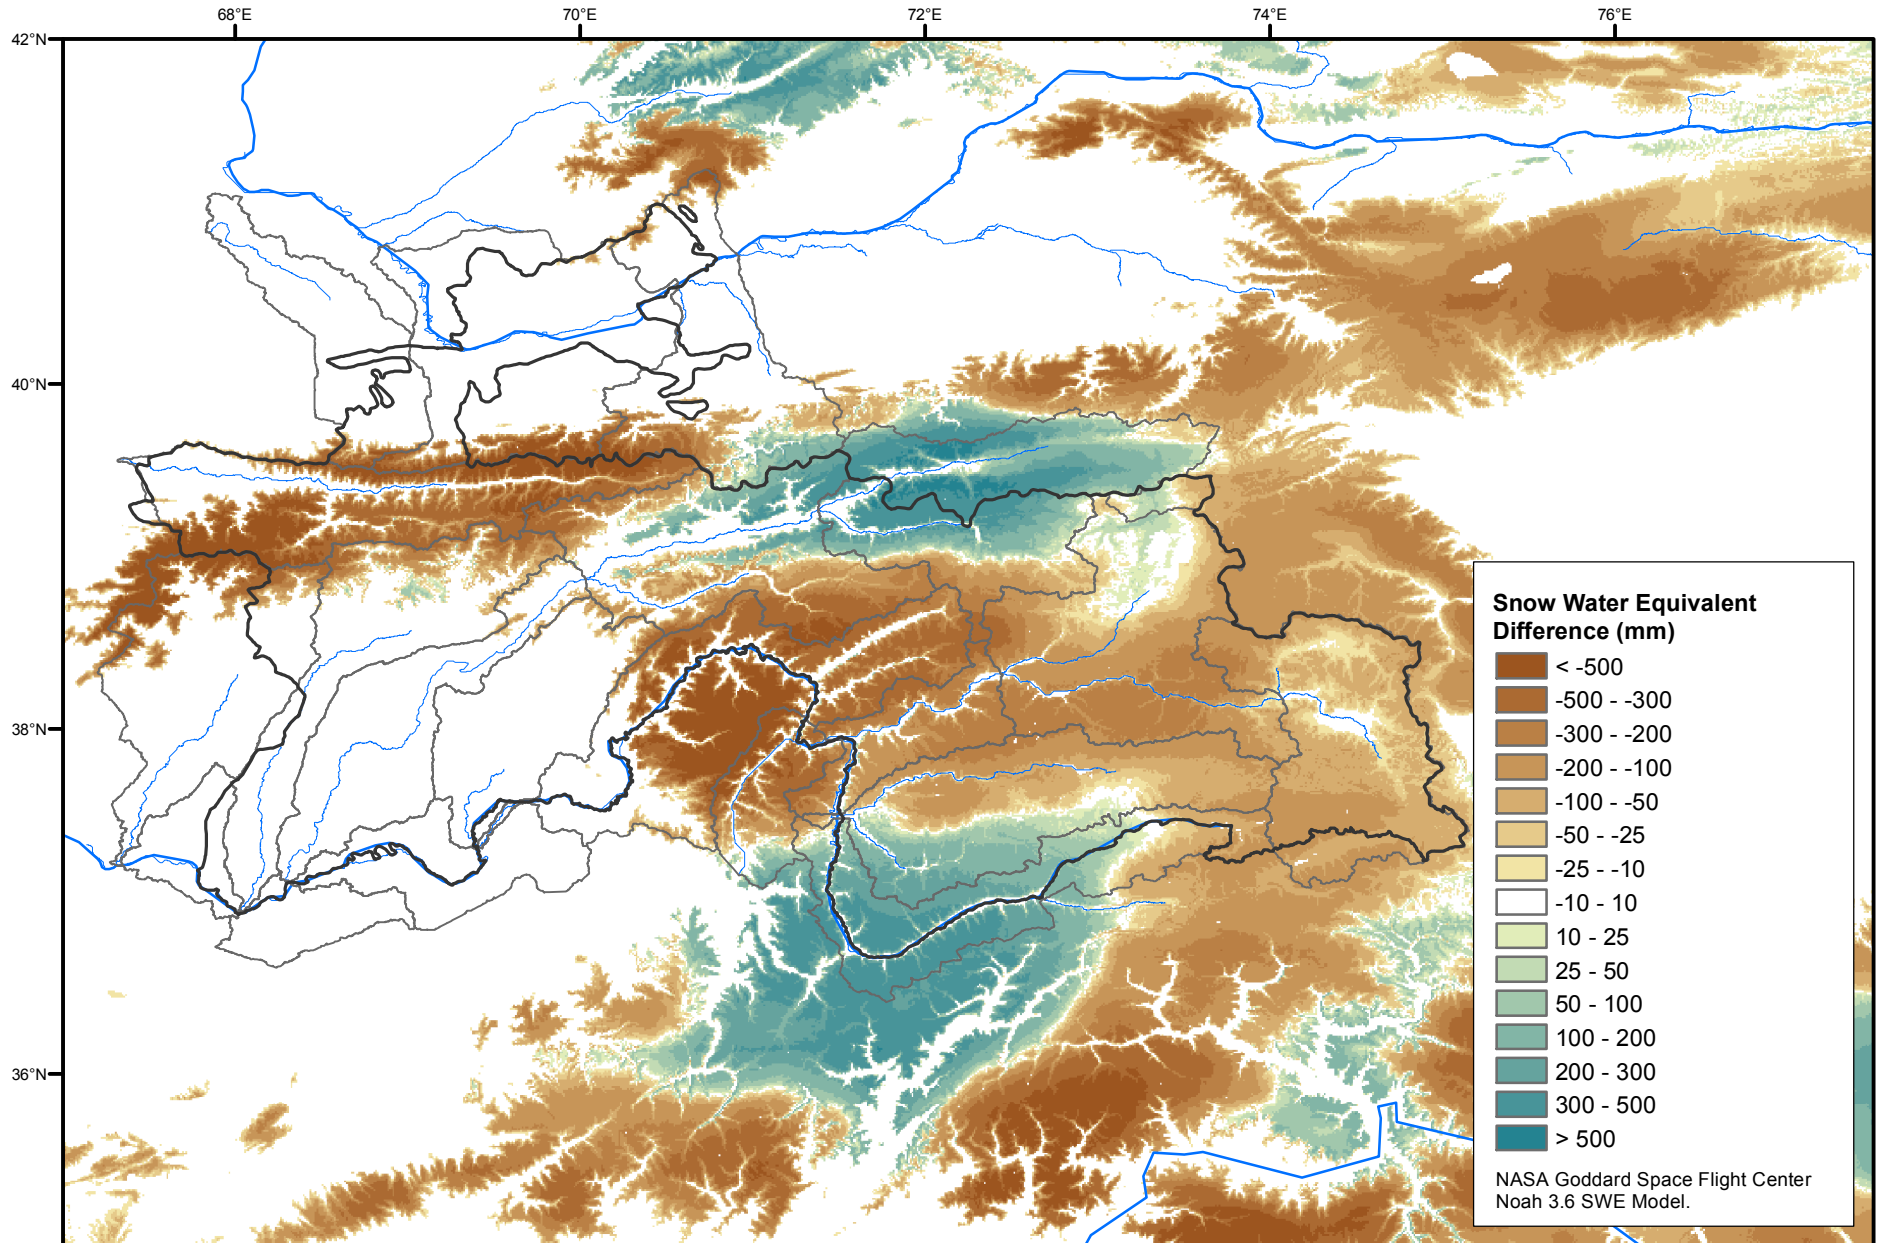 68°E 70°E 72°E 74°E 76°E
42°N
40°N
38°N
36°N
Snow Water Equivalent
Difference (mm)
< -500
-500 - -300
-300 - -200
-200 - -100
-100 - -50
-50 - -25
-25 - -10
-10 - 10
10 - 25
25 - 50
50 - 100
100 - 200
200 - 300
300 - 500
> 500
NASA Goddard Space Flight Center
Noah 3.6 SWE Model.